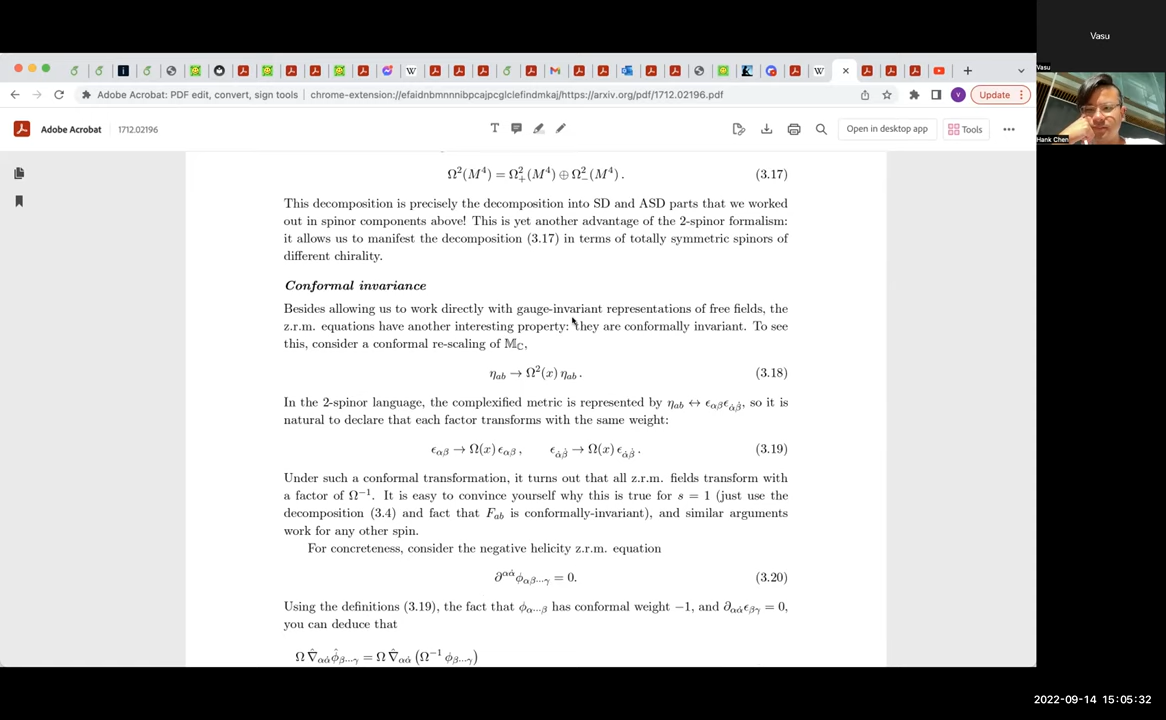 Vasu
Vasu
Hank Chen
Update
Adobe Acrobat: PDF edit, convert, sign tools | chrome-extension://efaidnbmnnnibpcajpcglclefindmkaj/https://arxiv.org/pdf/1712.02196.pdf
Adobe Acrobat 1712.02196
Open in desktop app
Tools
Ω²(M⁴) = Ω²₊(M⁴) ⊕ Ω²₋(M⁴) . (3.17)
This decomposition is precisely the decomposition into SD and ASD parts that we worked
out in spinor components above! This is yet another advantage of the 2-spinor formalism:
it allows us to manifest the decomposition (3.17) in terms of totally symmetric spinors of
different chirality.
Conformal invariance
Besides allowing us to work directly with gauge-invariant representations of free fields, the
z.r.m. equations have another interesting property: they are conformally invariant. To see
this, consider a conformal re-scaling of 𝕄_ℂ,
η_ab → Ω²(x) η_ab . (3.18)
In the 2-spinor language, the complexified metric is represented by η_ab ↔ ϵ_αβ ϵ_α̇β̇, so it is
natural to declare that each factor transforms with the same weight:
ϵ_αβ → Ω(x) ϵ_αβ , ϵ_α̇β̇ → Ω(x) ϵ_α̇β̇ . (3.19)
Under such a conformal transformation, it turns out that all z.r.m. fields transform with
a factor of Ω⁻¹. It is easy to convince yourself why this is true for s = 1 (just use the
decomposition (3.4) and fact that F_ab is conformally-invariant), and similar arguments
work for any other spin.
For concreteness, consider the negative helicity z.r.m. equation
∂^αα̇ ϕ_αβ···γ = 0. (3.20)
Using the definitions (3.19), the fact that ϕ_α···β has conformal weight −1, and ∂_αα̇ ϵ_βγ = 0,
you can deduce that
Ω ∇̂_αα̇ ϕ̂_β···γ = Ω ∇̂_αα̇ (Ω⁻¹ ϕ_β···γ)
2022-09-14 15:05:32